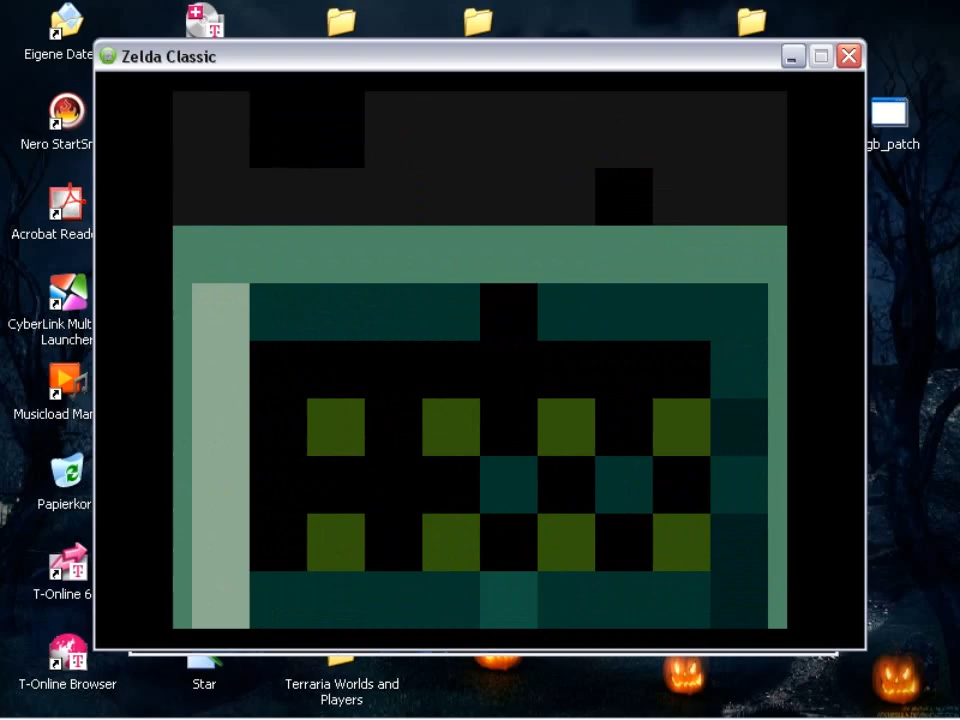 Eigene Date
Zelda Classic
Nero StartSm
gb_patch
Acrobat Reade
CyberLink Mult
Launcher
Musicload Man
Papierkor
T-Online 6
T-Online Browser
Star
Terraria Worlds and
Players